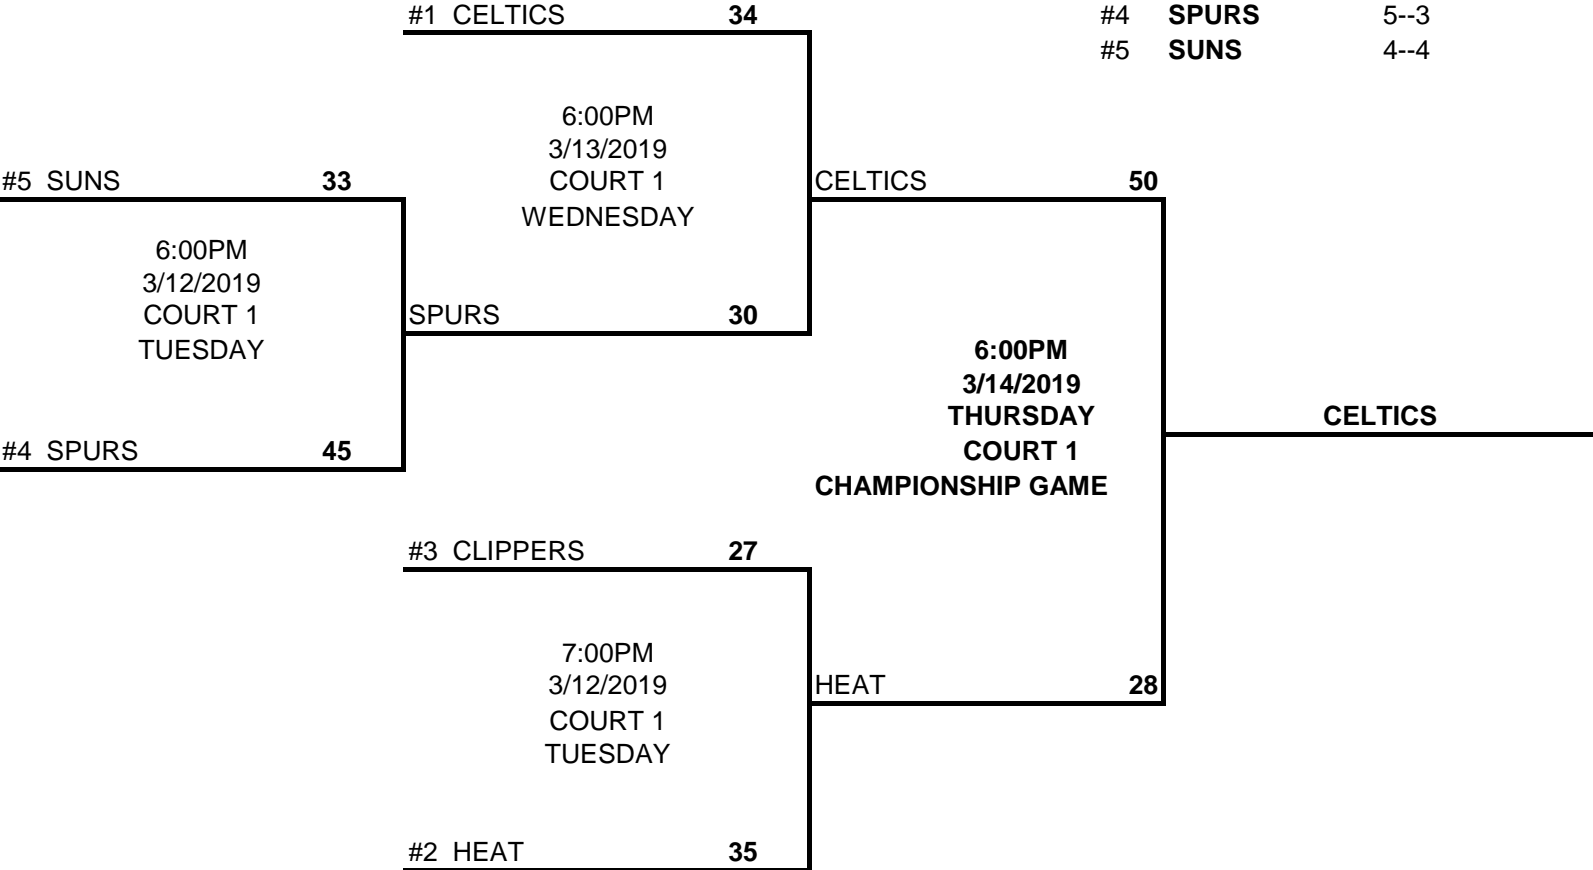 #1 CELTICS 34
#4 SPURS 5--3
#5 SUNS 4--4
6:00PM
3/13/2019
COURT 1
WEDNESDAY
#5 SUNS 33
CELTICS 50
6:00PM
3/12/2019
COURT 1
TUESDAY
SPURS 30
#4 SPURS 45
6:00PM
3/14/2019
THURSDAY
COURT 1
CHAMPIONSHIP GAME
CELTICS
#3 CLIPPERS 27
7:00PM
3/12/2019
COURT 1
TUESDAY
HEAT 28
#2 HEAT 35